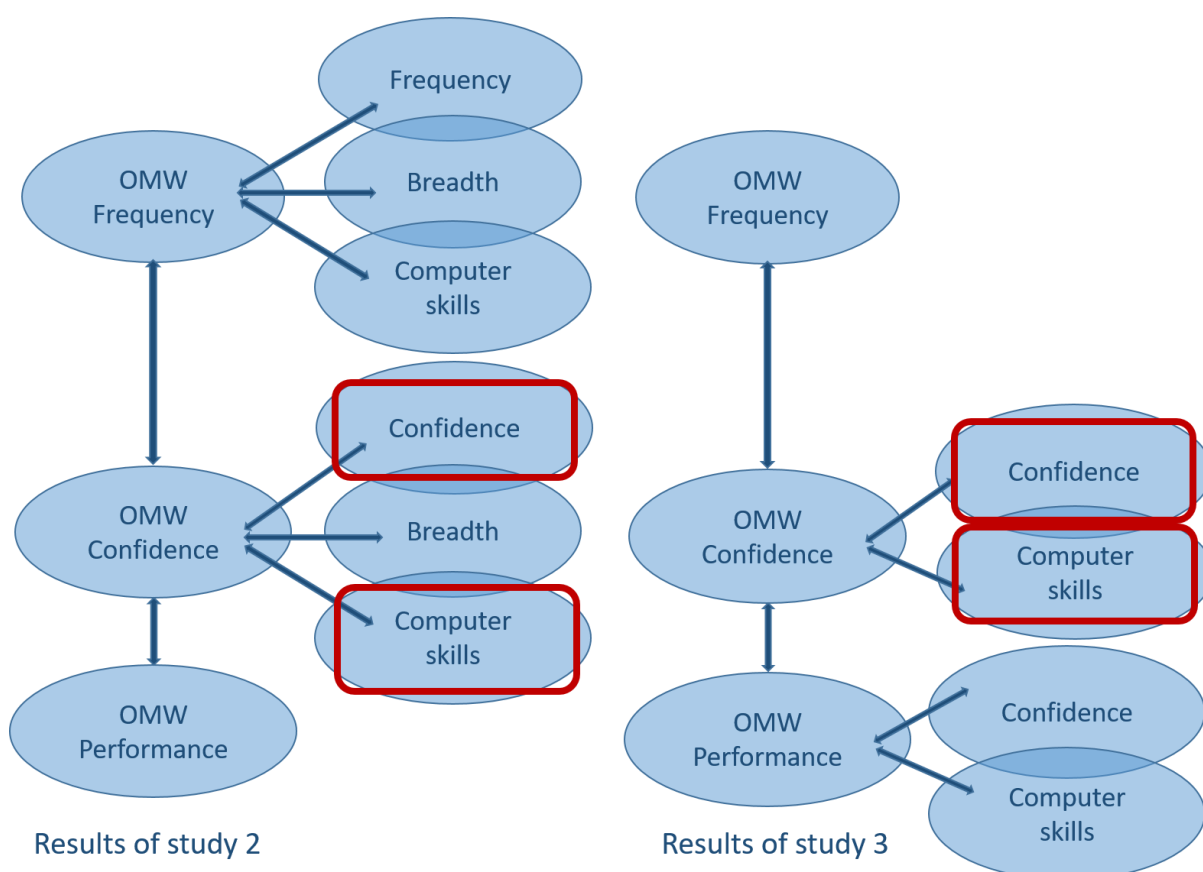 Frequency
OMW
Frequency
Breadth
Computer
skills
Confidence
OMW
Confidence
Breadth
Computer
skills
OMW
Performance
Results of study 2
OMW
Frequency
Confidence
OMW
Confidence
Computer
skills
Confidence
OMW
Performance
Computer
skills
Results of study 3